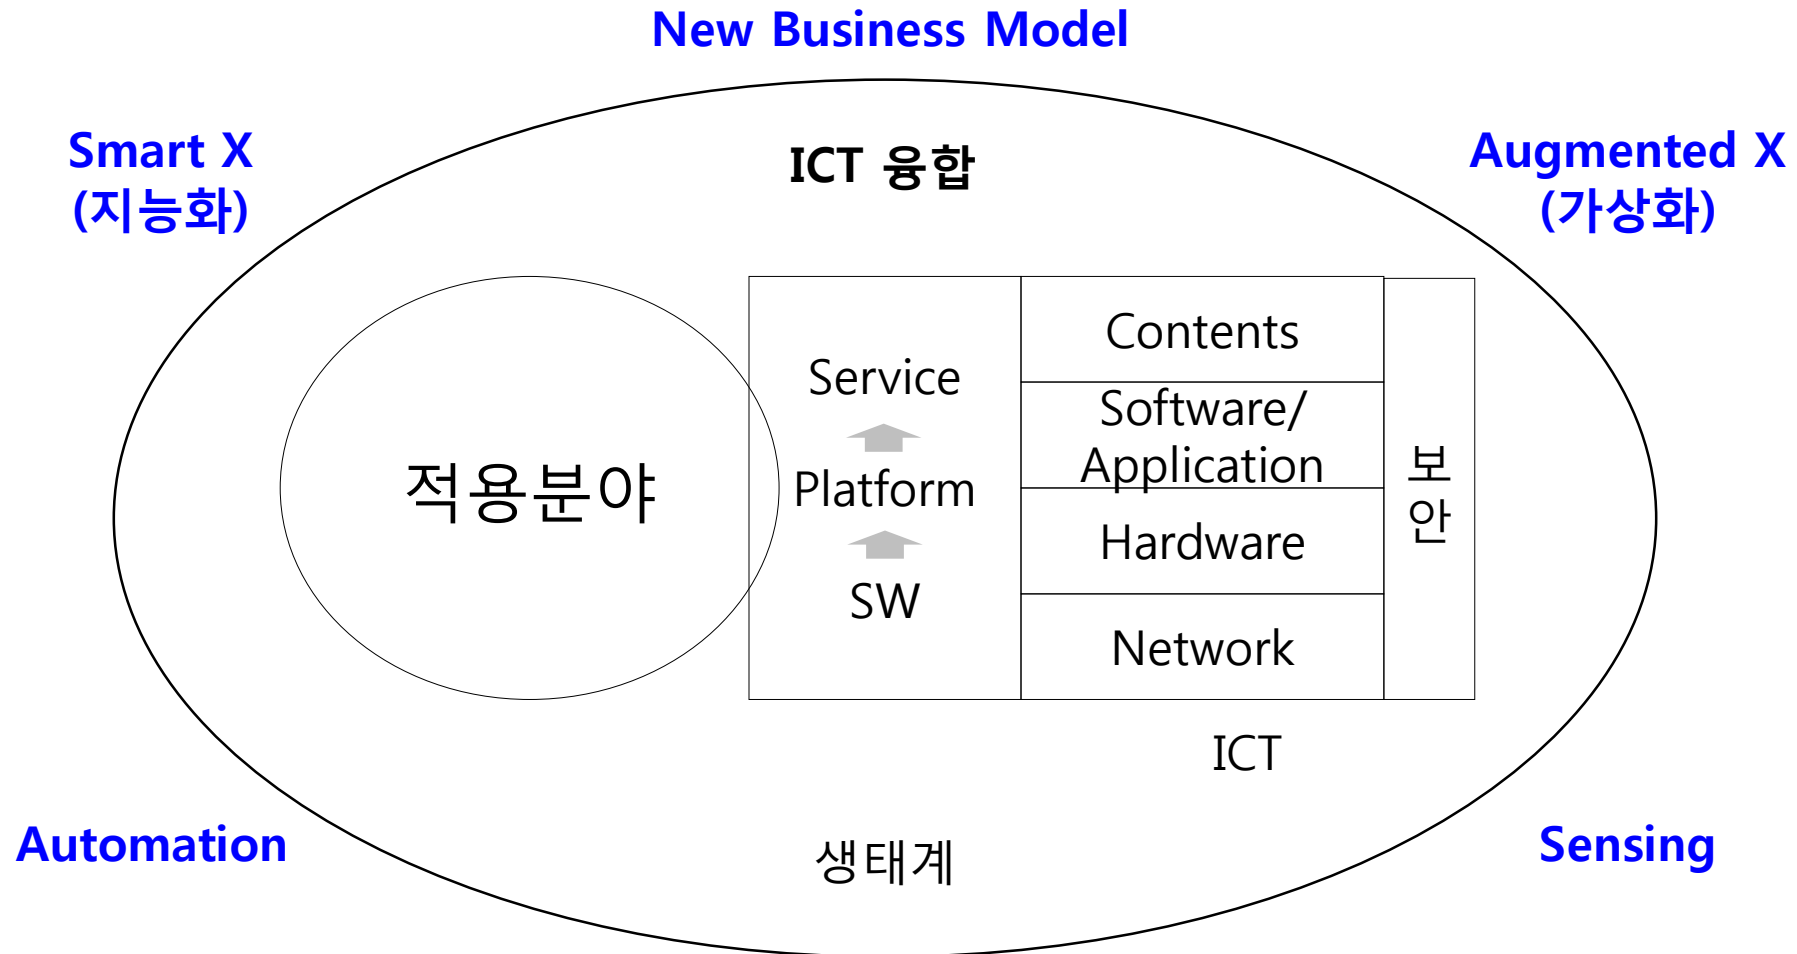 New Business Model
Smart X
(지능화)
ICT 융합
Augmented X
(가상화)
적용분야
Service
Platform
SW
Contents
Software/
Application
Hardware
Network
보
안
ICT
생태계
Automation
Sensing